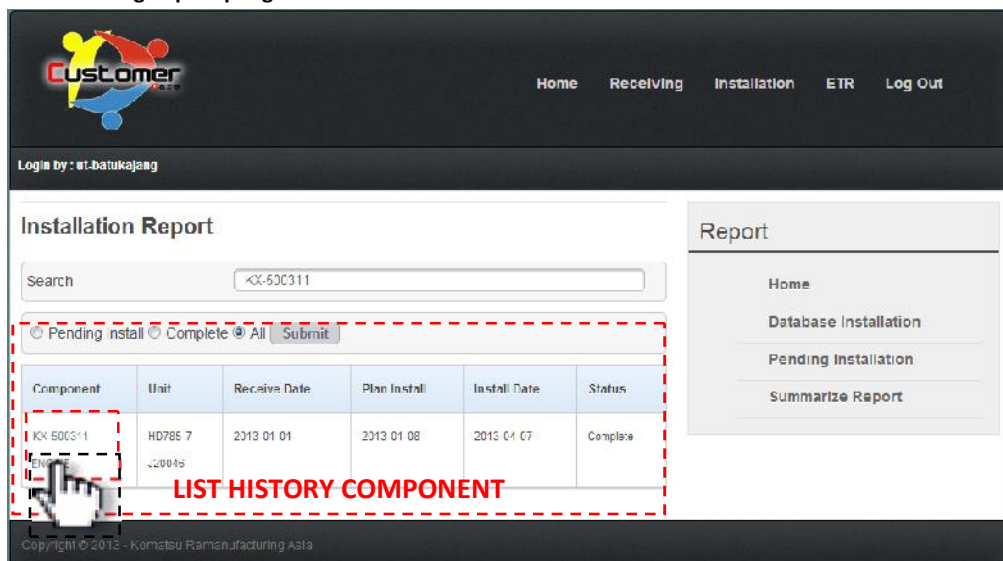 Customer
Home Receiving Installation ETR Log Out
Login by : ut-batukajang
Installation Report
Report
Search KX-500311
Home
Pending Install Complete All Submit
Database Installation
Pending Installation
Summarize Report
Component Unit Receive Date Plan Install Install Date Status
KX-500311 HD785-7 2013-01-01 2013-01-08 2013-04-07 Complete
J20046
LIST HISTORY COMPONENT
Copyright © 2013 - Komatsu Remanufacturing Asia